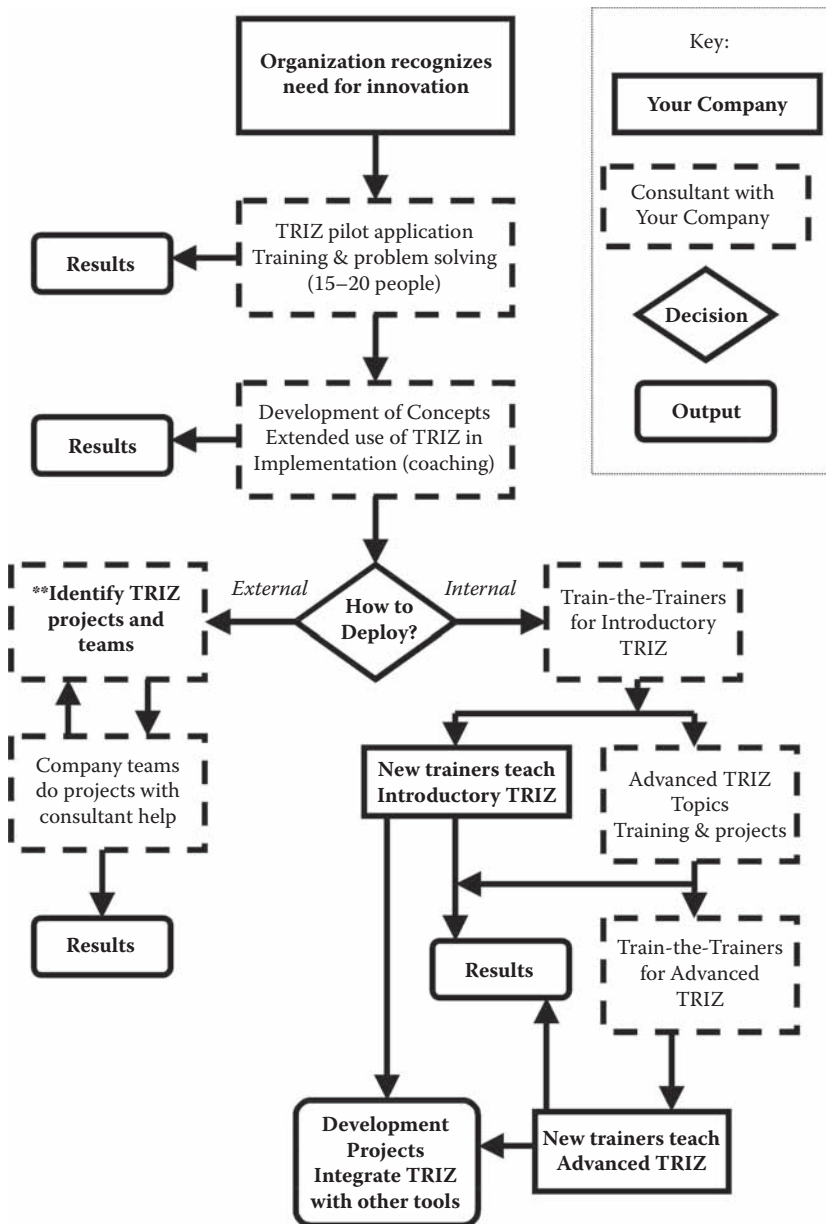 Organization recognizes
need for innovation
Key:
Your Company
Consultant with
Your Company
Decision
Output
TRIZ pilot application
Training & problem solving
(15–20 people)
Results
Development of Concepts
Extended use of TRIZ in
Implementation (coaching)
Results
How to
Deploy?
External
Internal
**Identify TRIZ
projects and
teams
Company teams
do projects with
consultant help
Results
Train-the-Trainers
for Introductory
TRIZ
New trainers teach
Introductory TRIZ
Advanced TRIZ
Topics
Training & projects
Results
Train-the-Trainers
for Advanced
TRIZ
Development
Projects
Integrate TRIZ
with other tools
New trainers teach
Advanced TRIZ